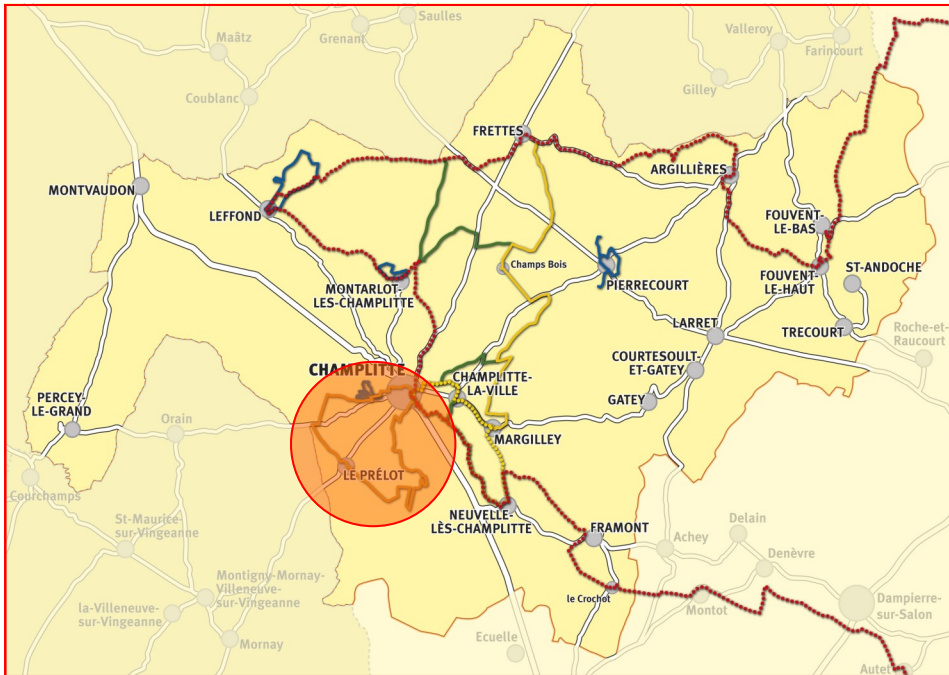 Saulles
Grenant
Maâtz
Valleroy
Farincourt
Gilley
Coublanc
FRETTES
ARGILLIÈRES
MONTVAUDON
LEFFOND
FOUVENT-
LE-BAS
Champs Bois
FOUVENT-
LE-HAUT
ST-ANDOCHE
PIERRECOURT
MONTARLOT-
LES-CHAMPLITTE
LARRET
TRECOURT
Roche-et-
Raucourt
COURTESOULT-
ET-GATEY
CHAMPLITTE
CHAMPLITTE-
LA-VILLE
PERCEY-
LE-GRAND
GATEY
Orain
MARGILLEY
LE PRÉLOT
Courchamps
NEUVELLE-
LÈS-CHAMPLITTE
St-Maurice-
sur-Vingeanne
FRAMONT
Delain
Achey
Denèvre
Montigny-Mornay-
Villeneuve-
sur-Vingeanne
le Crochot
Montot
Dampierre-
sur-Salon
la-Villeneuve-
sur-Vingeanne
Mornay
Ecuelle
Autet